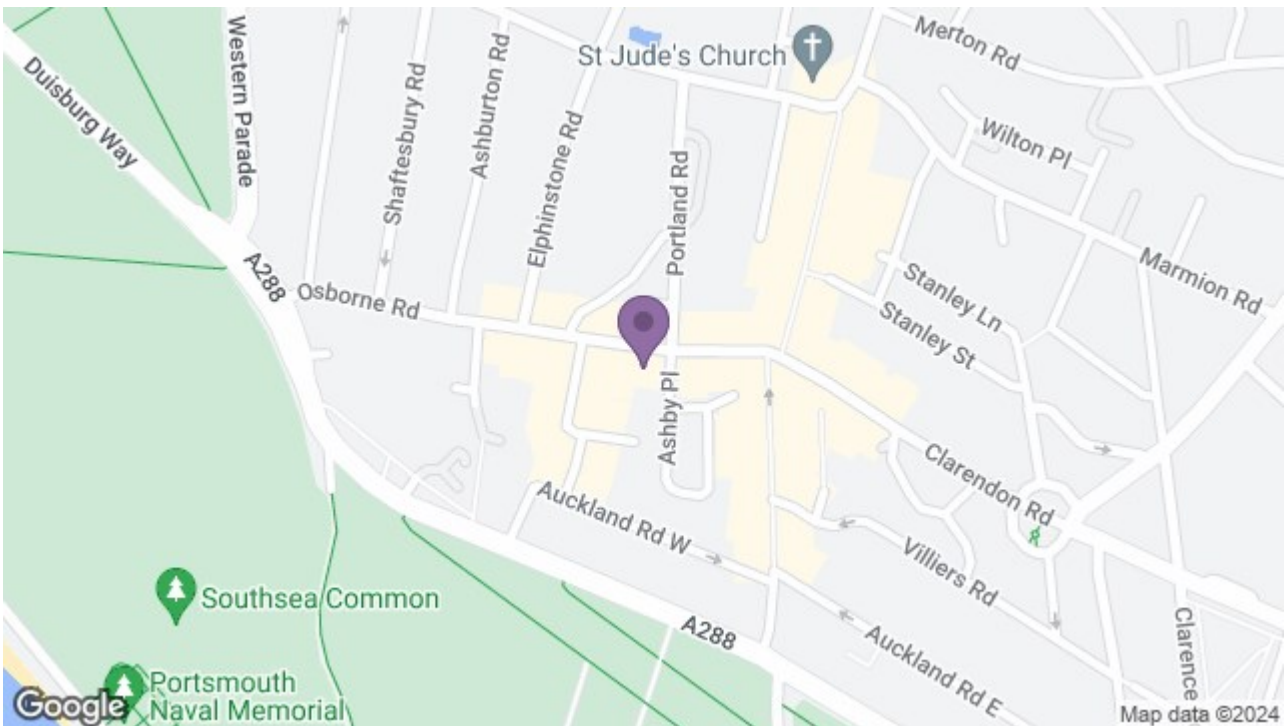 Western Parade
Duisburg Way
Shaftesbury Rd
Ashburton Rd
Elphinstone Rd
St Jude's Church
Portland Rd
Merton Rd
Wilton Pl
Marmion Rd
A288
Osborne Rd
Stanley Ln
Stanley St
Ashby Pl
Clarendon Rd
Auckland Rd W
Villiers Rd
Southsea Common
A288
Auckland Rd E
Clarence
Portsmouth
Naval Memorial
Google
Map data ©2024